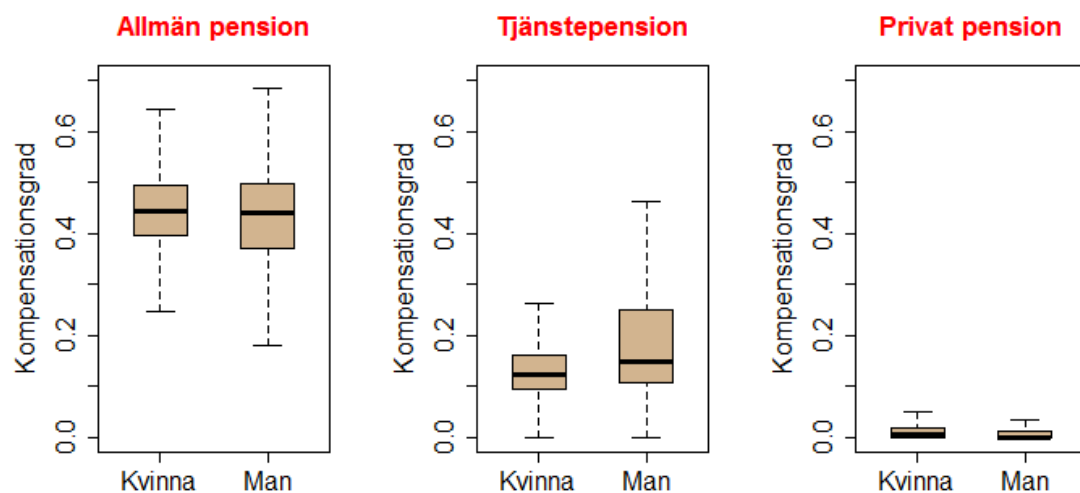 Allmän pension
Kompensationsgrad
0.0 0.2 0.4 0.6
Kvinna Man
Tjänstepension
Kompensationsgrad
0.0 0.2 0.4 0.6
Kvinna Man
Privat pension
Kompensationsgrad
0.0 0.2 0.4 0.6
Kvinna Man